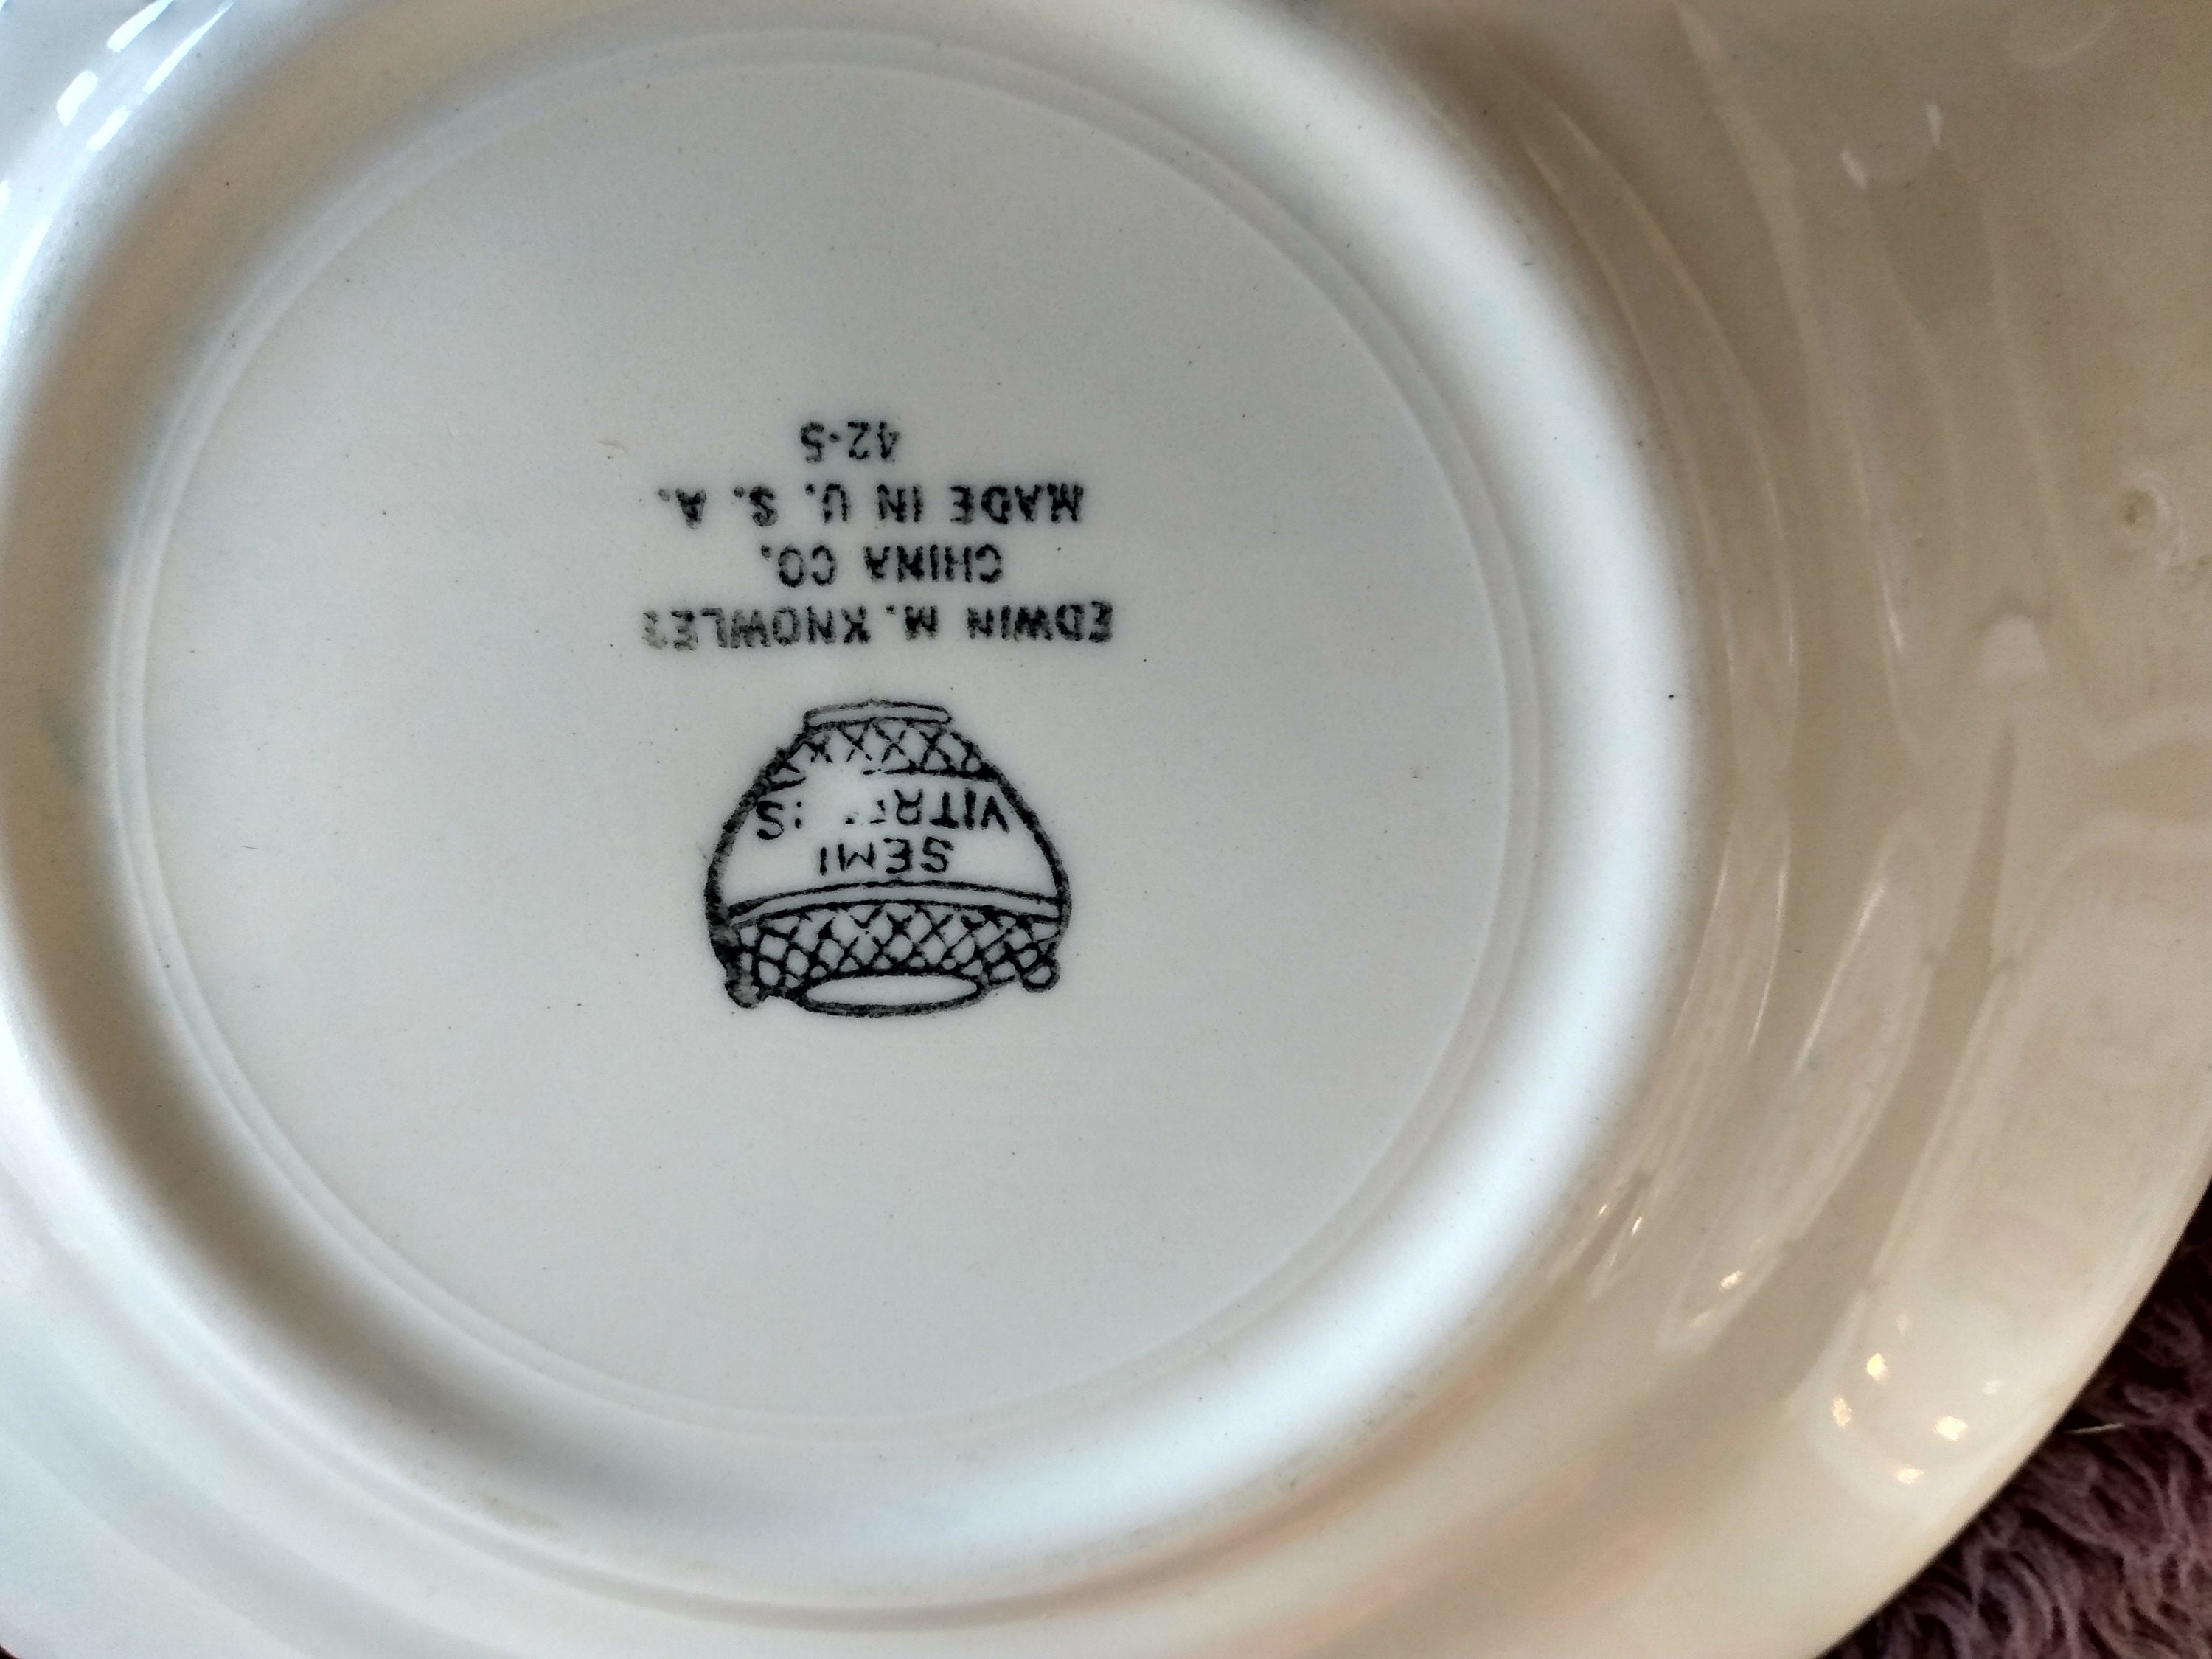 SEMI
EDWIN M. KNOWLES
CHINA CO.
MADE IN U. S. A.
42-5